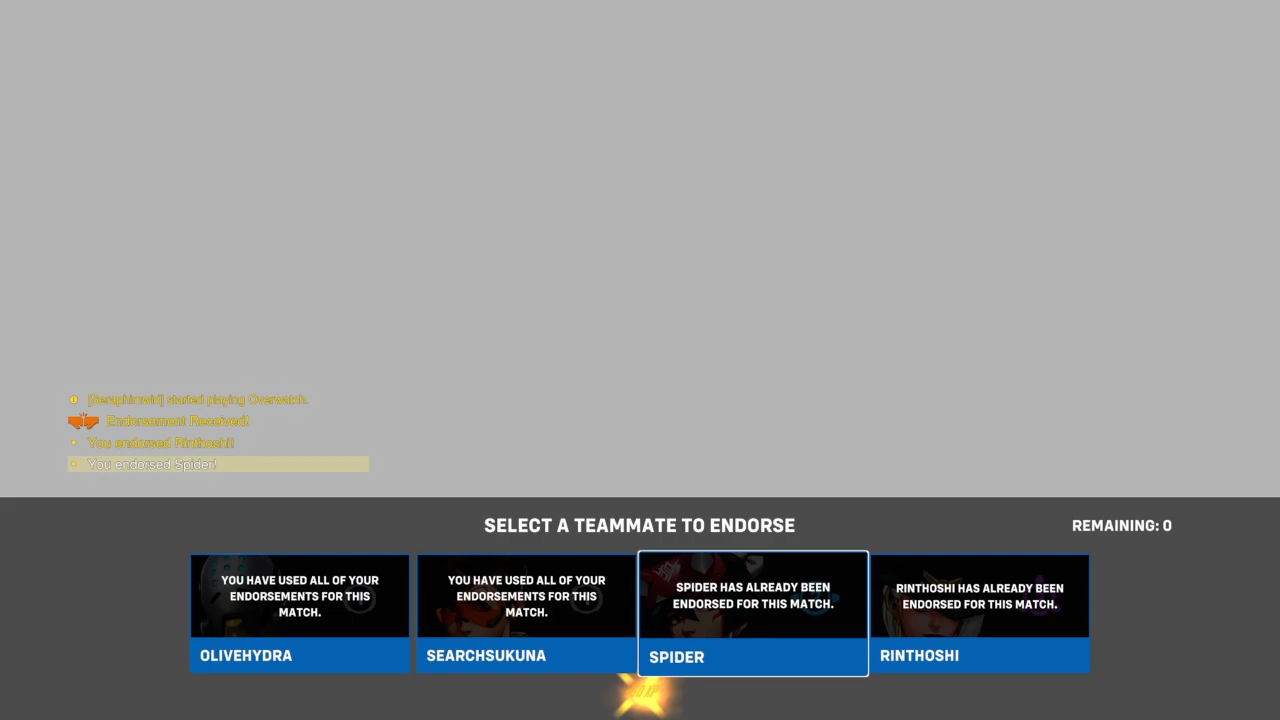 [Seraphimwid] started playing Overwatch.
Endorsement Received!
You endorsed Rinthoshi!
You endorsed Spider!
SELECT A TEAMMATE TO ENDORSE
REMAINING: 0
YOU HAVE USED ALL OF YOUR
ENDORSEMENTS FOR THIS
MATCH.
OLIVEHYDRA
YOU HAVE USED ALL OF YOUR
ENDORSEMENTS FOR THIS
MATCH.
SEARCHSUKUNA
SPIDER HAS ALREADY BEEN
ENDORSED FOR THIS MATCH.
SPIDER
RINTHOSHI HAS ALREADY BEEN
ENDORSED FOR THIS MATCH.
RINTHOSHI